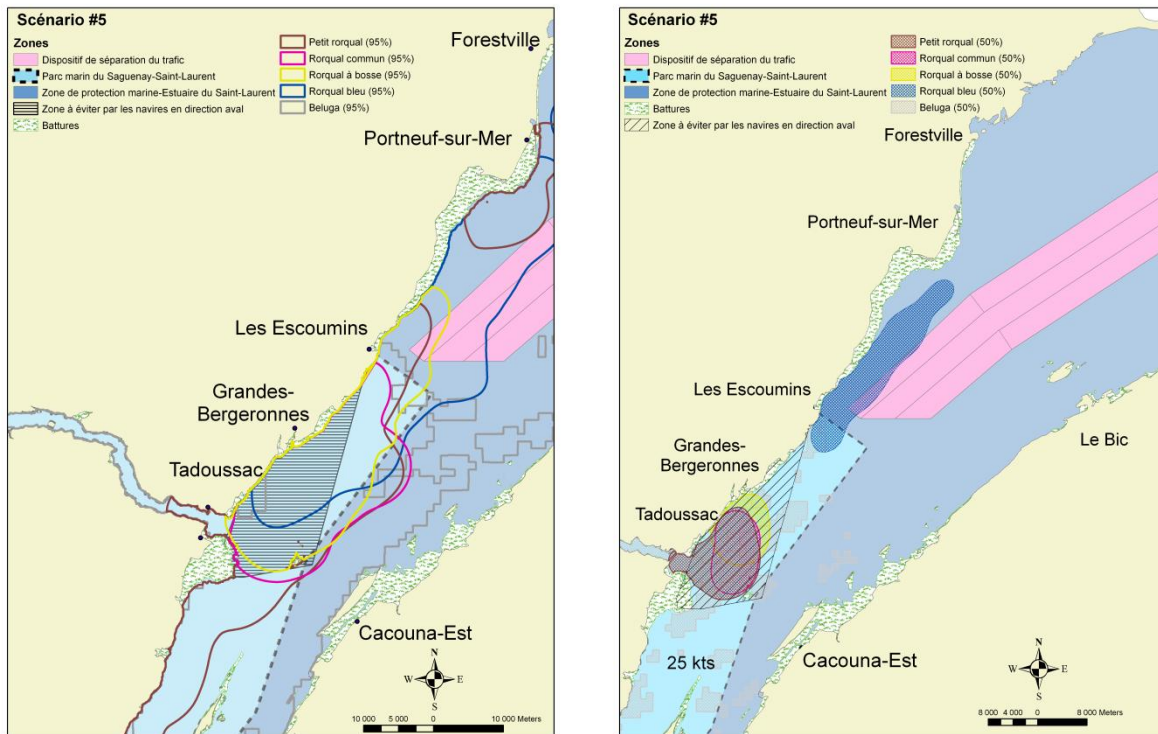 Scénario #5
Zones
Dispositif de séparation du trafic
Parc marin du Saguenay-Saint-Laurent
Zone de protection marine-Estuaire du Saint-Laurent
Zone à éviter par les navires en direction aval
Battures
Petit rorqual (95%)
Rorqual commun (95%)
Rorqual à bosse (95%)
Rorqual bleu (95%)
Beluga (95%)
Forestville
Portneuf-sur-Mer
Les Escoumins
Grandes-
Bergeronnes
Tadoussac
Cacouna-Est
N
W E
S
10 000 5 000 0 10 000 Meters
Scénario #5
Zones
Dispositif de séparation du trafic
Parc marin du Saguenay-Saint-Laurent
Zone de protection marine-Estuaire du Saint-Laurent
Battures
Zone à éviter par les navires en direction aval
Petit rorqual (50%)
Rorqual commun (50%)
Rorqual à bosse (50%)
Rorqual bleu (50%)
Beluga (50%)
Forestville
Portneuf-sur-Mer
Les Escoumins
Le Bic
Grandes-
Bergeronnes
Tadoussac
Cacouna-Est
25 kts
N
W E
S
8 000 4 000 0 8 000 Meters